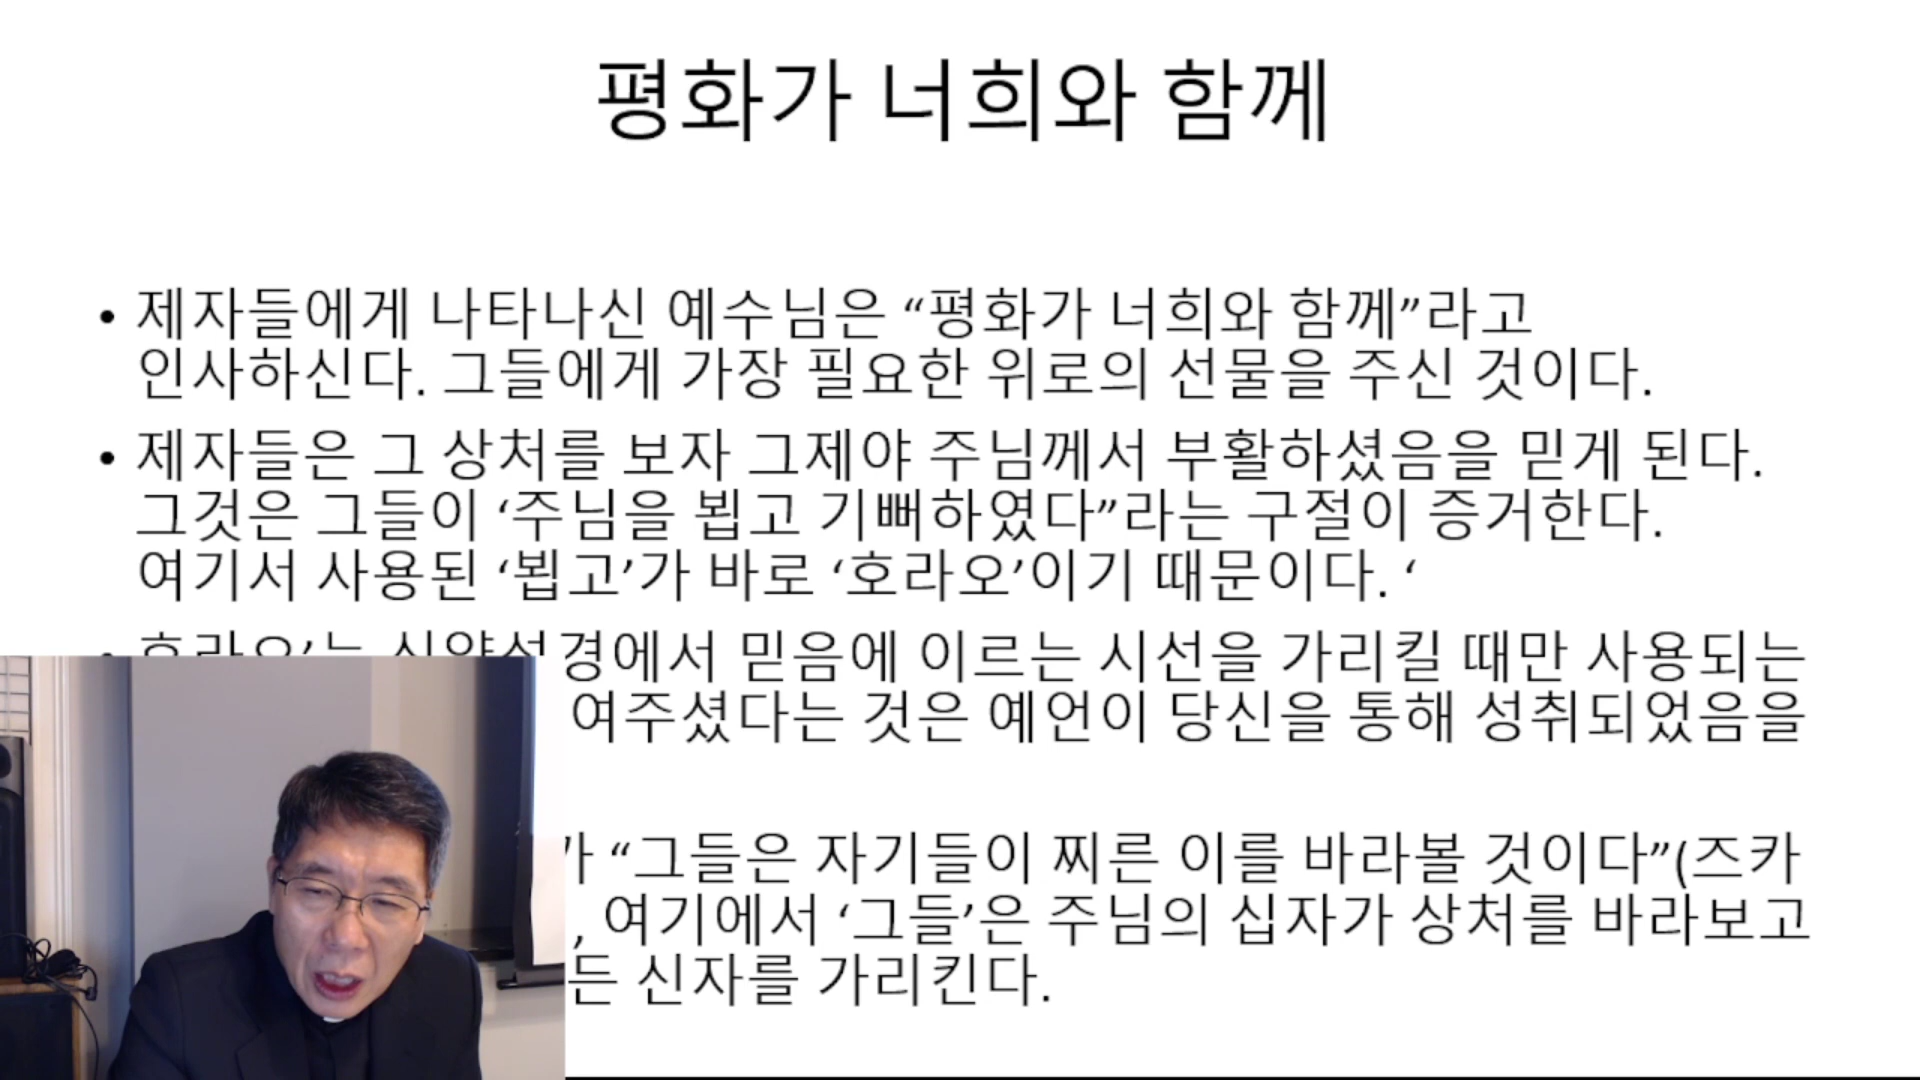 평화가 너희와 함께
• 제자들에게 나타나신 예수님은 “평화가 너희와 함께”라고
인사하신다. 그들에게 가장 필요한 위로의 선물을 주신 것이다.
• 제자들은 그 상처를 보자 그제야 주님께서 부활하셨음을 믿게 된다.
그것은 그들이 ‘주님을 뵙고 기뻐하였다”라는 구절이 증거한다.
여기서 사용된 ‘뵙고’가 바로 ‘호라오’이기 때문이다. ‘
• 호라오’는 신약성경에서 믿음에 이르는 시선을 가리킬 때만 사용되는
여주셨다는 것은 예언이 당신을 통해 성취되었음을
가 “그들은 자기들이 찌른 이를 바라볼 것이다”(즈카
, 여기에서 ‘그들’은 주님의 십자가 상처를 바라보고
든 신자를 가리킨다.